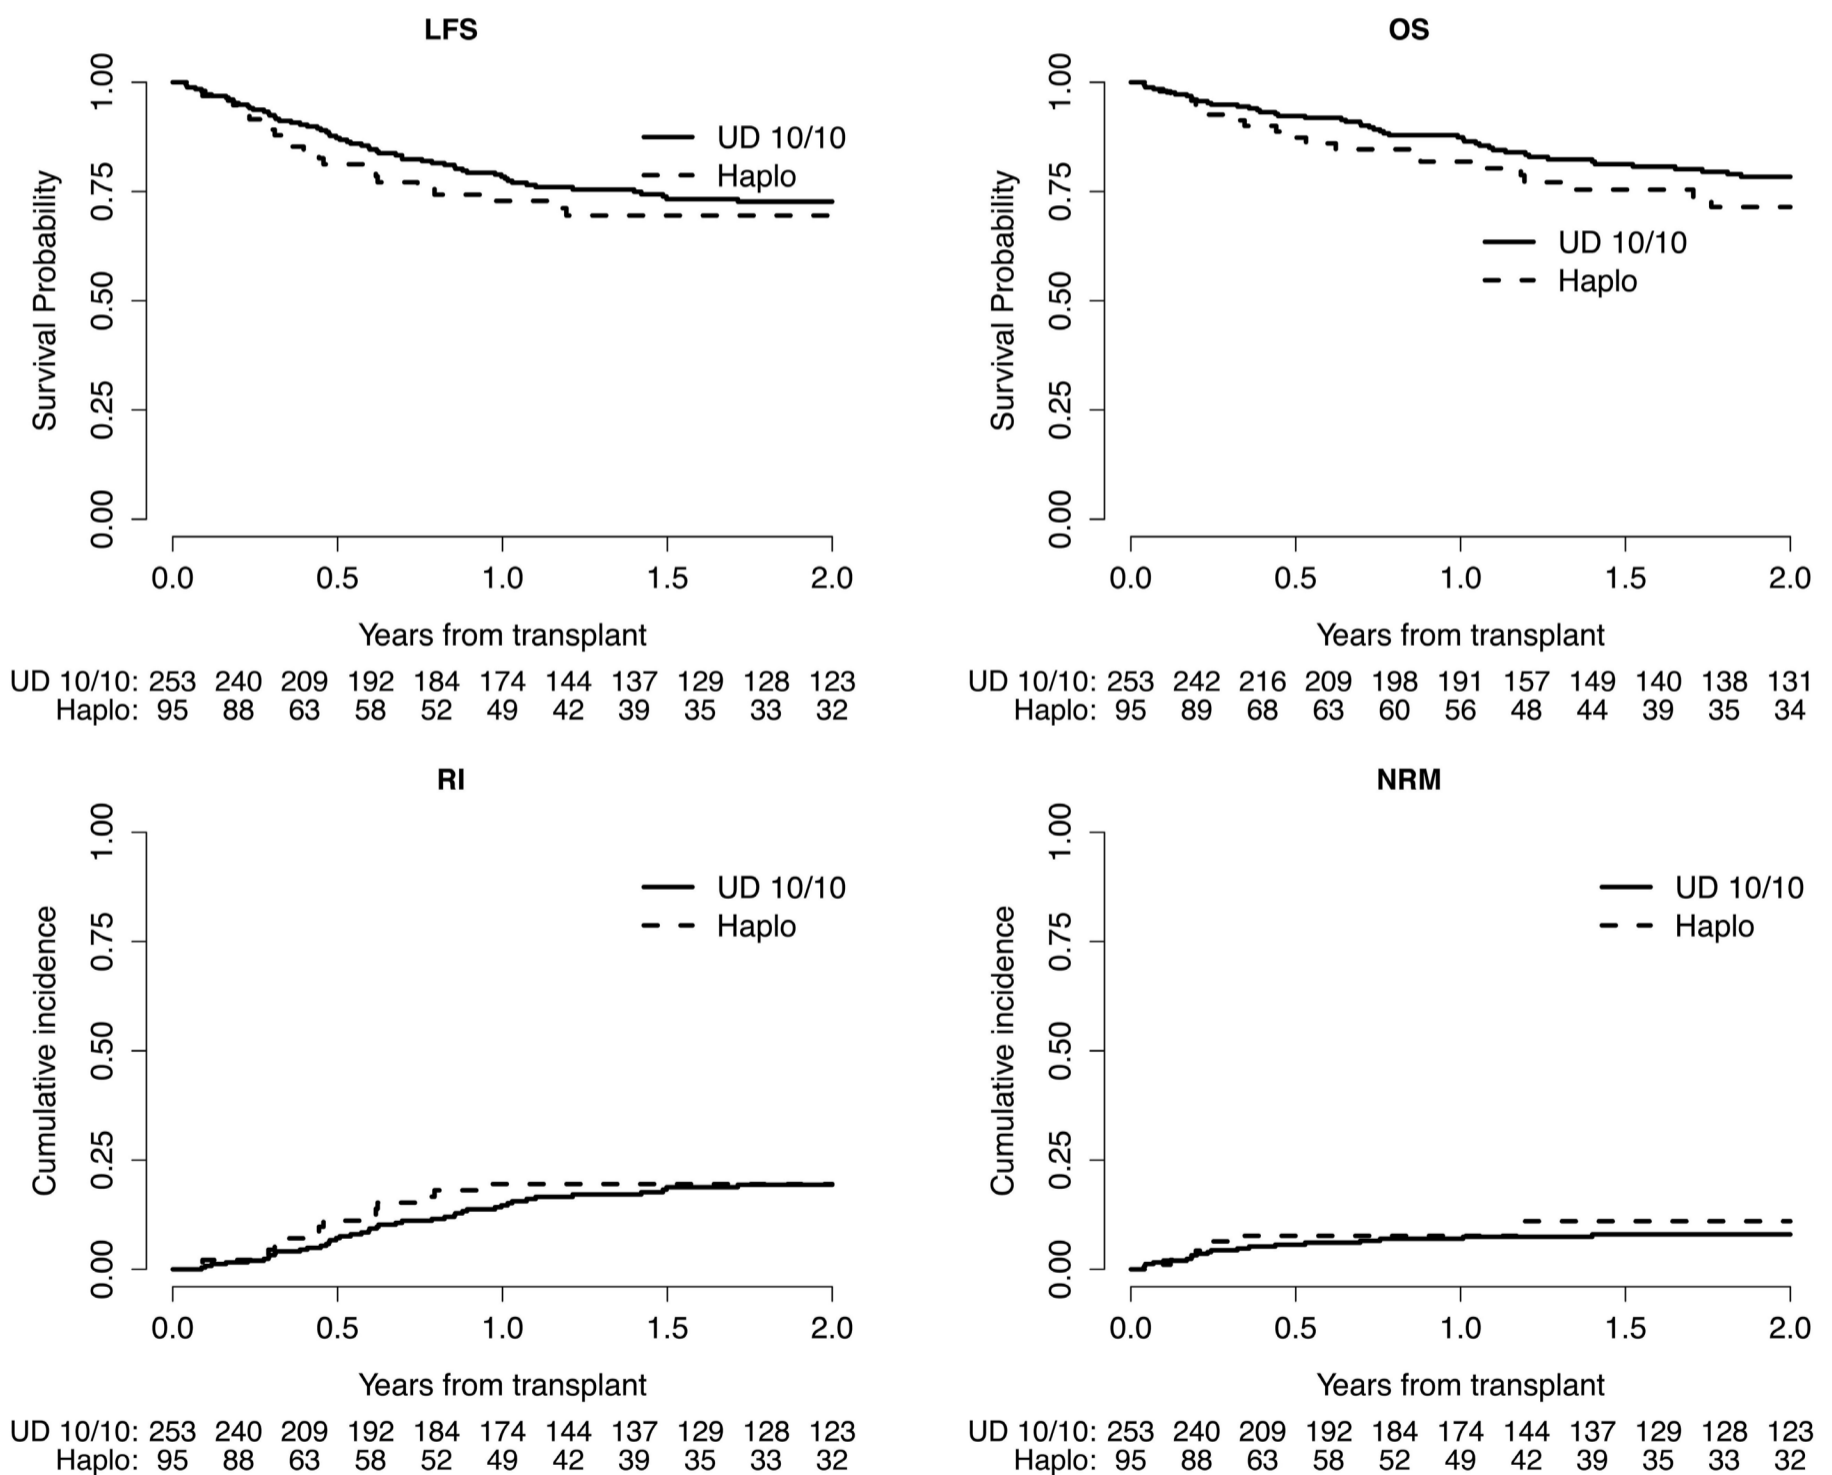 LFS
Survival Probability
1.00
0.75
0.50
0.25
0.00
UD 10/10
Haplo
0.0 0.5 1.0 1.5 2.0
Years from transplant
UD 10/10: 253 240 209 192 184 174 144 137 129 128 123
Haplo: 95 88 63 58 52 49 42 39 35 33 32
OS
Survival Probability
1.00
0.75
0.50
0.25
0.00
UD 10/10
Haplo
0.0 0.5 1.0 1.5 2.0
Years from transplant
UD 10/10: 253 242 216 209 198 191 157 149 140 138 131
Haplo: 95 89 68 63 60 56 48 44 39 35 34
RI
Cumulative incidence
1.00
0.75
0.50
0.25
0.00
UD 10/10
Haplo
0.0 0.5 1.0 1.5 2.0
Years from transplant
UD 10/10: 253 240 209 192 184 174 144 137 129 128 123
Haplo: 95 88 63 58 52 49 42 39 35 33 32
NRM
Cumulative incidence
1.00
0.75
0.50
0.25
0.00
UD 10/10
Haplo
0.0 0.5 1.0 1.5 2.0
Years from transplant
UD 10/10: 253 240 209 192 184 174 144 137 129 128 123
Haplo: 95 88 63 58 52 49 42 39 35 33 32